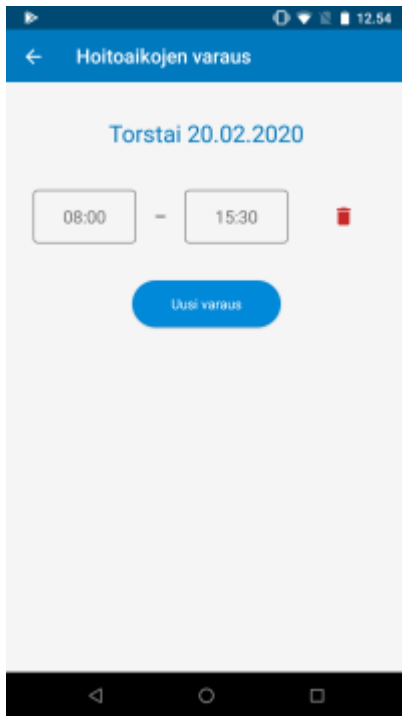 12.54
Hoitoaikojen varaus
Torstai 20.02.2020
08:00 – 15:30
Uusi varaus